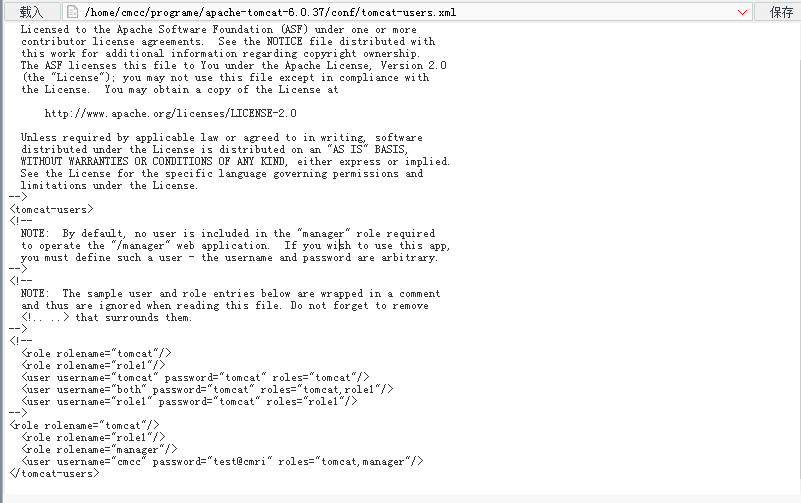 载入 /home/cmcc/programe/apache-tomcat-6.0.37/conf/tomcat-users.xml 保存
Licensed to the Apache Software Foundation (ASF) under one or more
contributor license agreements.  See the NOTICE file distributed with
this work for additional information regarding copyright ownership.
The ASF licenses this file to You under the Apache License, Version 2.0
(the "License"); you may not use this file except in compliance with
the License.  You may obtain a copy of the License at
http://www.apache.org/licenses/LICENSE-2.0
Unless required by applicable law or agreed to in writing, software
distributed under the License is distributed on an "AS IS" BASIS,
WITHOUT WARRANTIES OR CONDITIONS OF ANY KIND, either express or implied.
See the License for the specific language governing permissions and
limitations under the License.
-->
<tomcat-users>
<!--
NOTE:  By default, no user is included in the "manager" role required
to operate the "/manager" web application.  If you wish to use this app,
you must define such a user - the username and password are arbitrary.
-->
<!--
NOTE:  The sample user and role entries below are wrapped in a comment
and thus are ignored when reading this file. Do not forget to remove
<!.. ..> that surrounds them.
-->
<!--
<role rolename="tomcat"/>
<role rolename="role1"/>
<user username="tomcat" password="tomcat" roles="tomcat"/>
<user username="both" password="tomcat" roles="tomcat,role1"/>
<user username="role1" password="tomcat" roles="role1"/>
-->
<role rolename="tomcat"/>
<role rolename="role1"/>
<role rolename="manager"/>
<user username="cmcc" password="test@cmri" roles="tomcat,manager"/>
</tomcat-users>